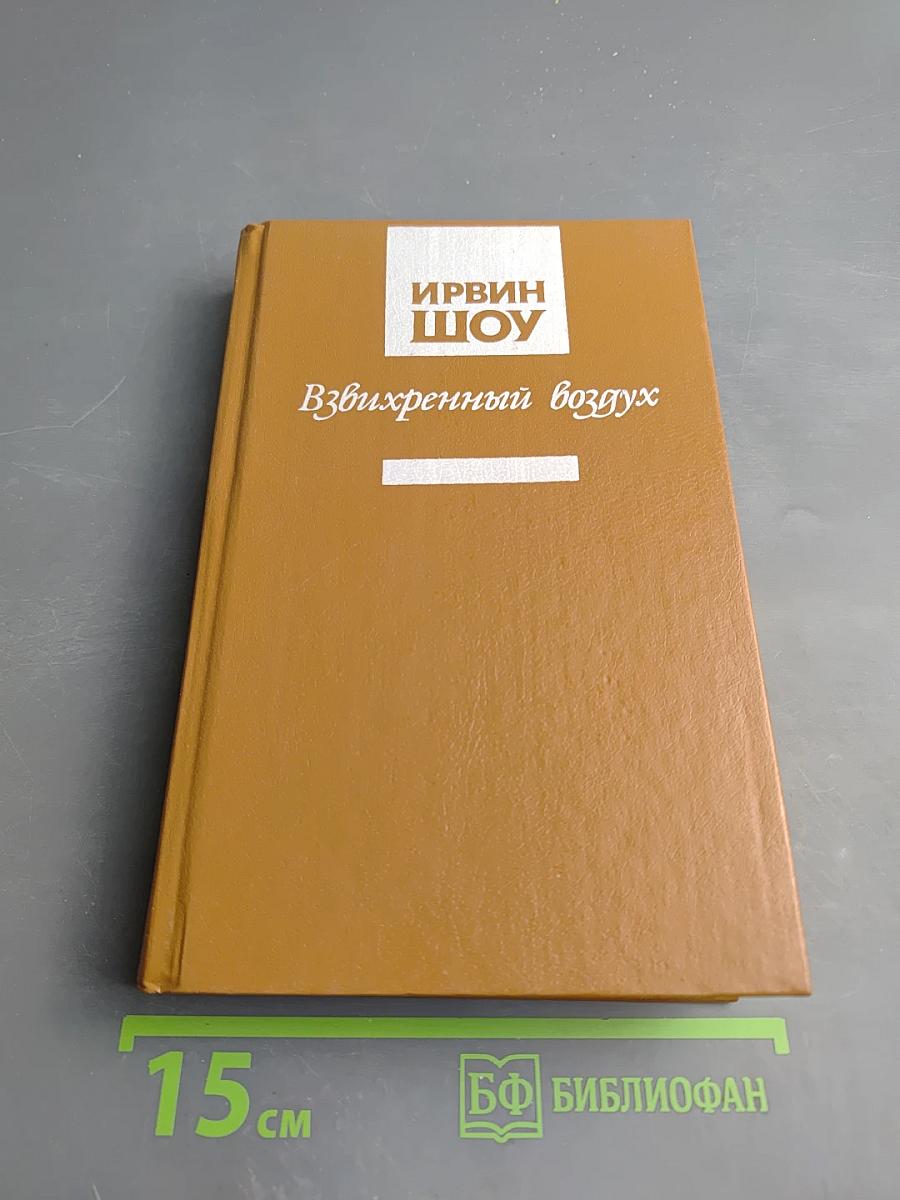 ИРВИН
ШОУ
Взвихренный воздух
15 см
БФ БИБЛИОФАН